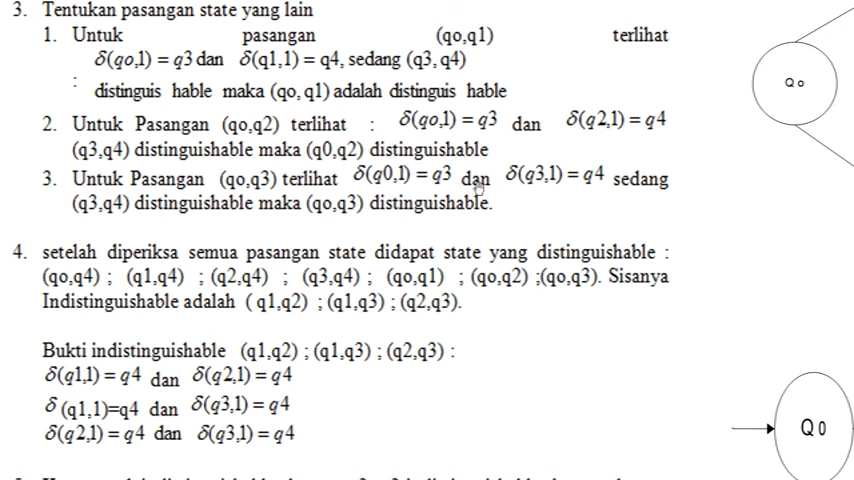 3. Tentukan pasangan state yang lain
1. Untuk pasangan (qo,q1) terlihat
δ(qo,1) = q3 dan δ(q1,1) = q4, sedang (q3,q4)
:
distinguis hable maka (qo, q1) adalah distinguis hable
2. Untuk Pasangan (qo,q2) terlihat : δ(qo,1) = q3 dan δ(q2,1) = q4
(q3,q4) distinguishable maka (q0,q2) distinguishable
3. Untuk Pasangan (qo,q3) terlihat δ(q0,1) = q3 dan δ(q3,1) = q4 sedang
(q3,q4) distinguishable maka (qo,q3) distinguishable.
4. setelah diperiksa semua pasangan state didapat state yang distinguishable :
(qo,q4) ; (q1,q4) ; (q2,q4) ; (q3,q4) ; (qo,q1) ; (qo,q2) ;(qo,q3). Sisanya
Indistinguishable adalah ( q1,q2) ; (q1,q3) ; (q2,q3).
Bukti indistinguishable (q1,q2) ; (q1,q3) ; (q2,q3) :
δ(q1,1) = q4 dan δ(q2,1) = q4
δ (q1,1)=q4 dan δ(q3,1) = q4
δ(q2,1) = q4 dan δ(q3,1) = q4
Qo
Q0